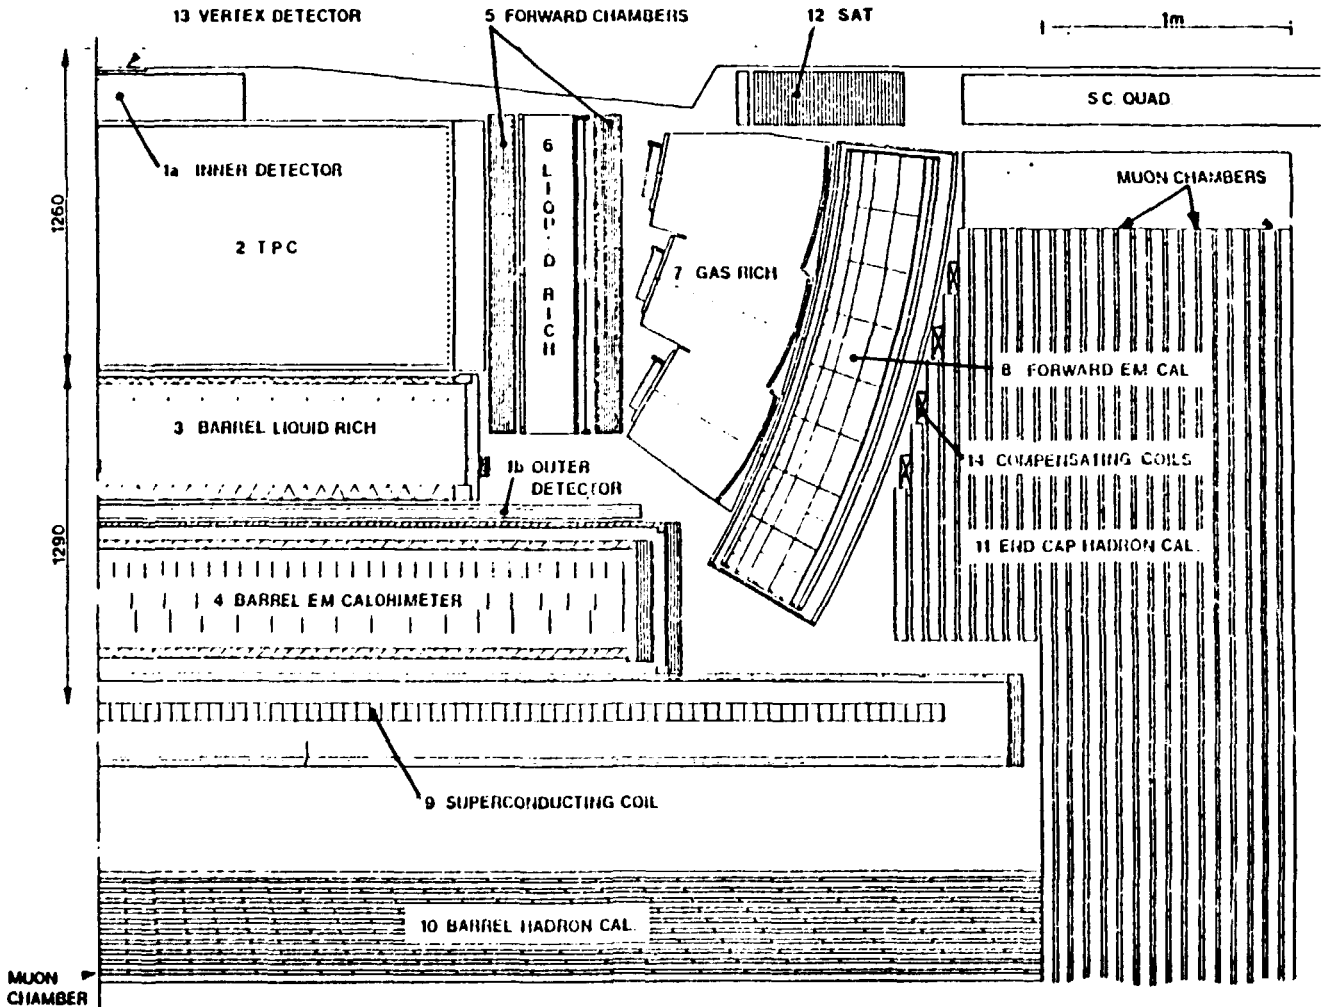 13 VERTEX DETECTOR
5 FORWARD CHAMBERS
12 SAT
1m
S.C. QUAD
1a INNER DETECTOR
6 LIQUID RICH
MUON CHAMBERS
1260
2 TPC
7 GAS RICH
8 FORWARD EM CAL
3 BARREL LIQUID RICH
14 COMPENSATING COILS
1b OUTER
DETECTOR
1290
11 END CAP HADRON CAL.
4 BARREL EM CALORIMETER
9 SUPERCONDUCTING COIL
10 BARREL HADRON CAL.
MUON
CHAMBER